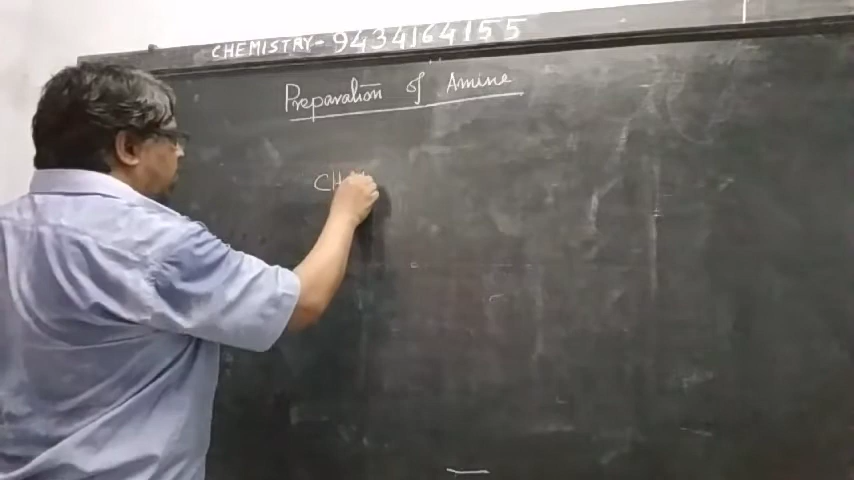 CHEMISTRY- 9434164155
Preparation of Amine
CH